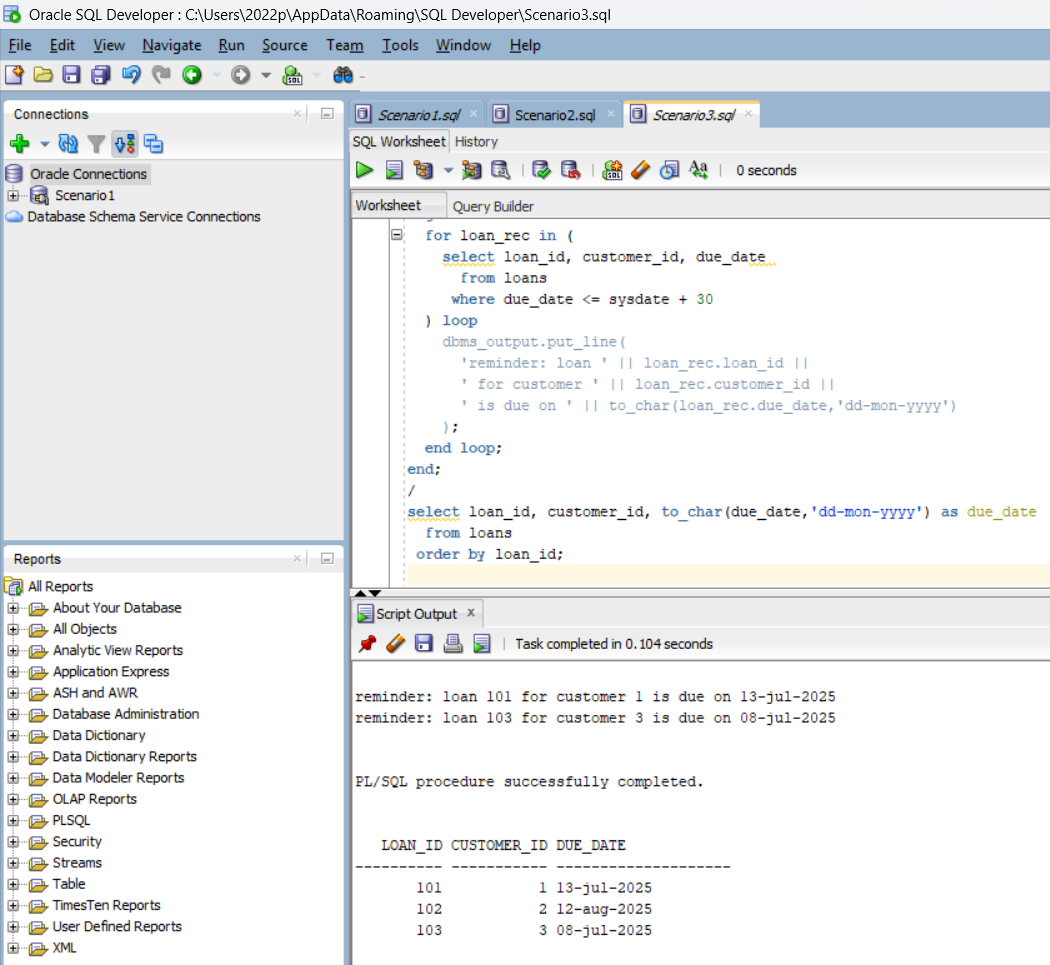 Oracle SQL Developer : C:\Users\2022p\AppData\Roaming\SQL Developer\Scenario3.sql
File Edit View Navigate Run Source Team Tools Window Help
Connections
Oracle Connections
Scenario1
Database Schema Service Connections
Reports
All Reports
About Your Database
All Objects
Analytic View Reports
Application Express
ASH and AWR
Database Administration
Data Dictionary
Data Dictionary Reports
Data Modeler Reports
OLAP Reports
PLSQL
Security
Streams
Table
TimesTen Reports
User Defined Reports
XML
Scenario1.sql Scenario2.sql Scenario3.sql
SQL Worksheet History
0 seconds
Worksheet Query Builder
for loan_rec in (
select loan_id, customer_id, due_date
from loans
where due_date <= sysdate + 30
) loop
dbms_output.put_line(
'reminder: loan ' || loan_rec.loan_id ||
' for customer ' || loan_rec.customer_id ||
' is due on ' || to_char(loan_rec.due_date,'dd-mon-yyyy')
);
end loop;
end;
/
select loan_id, customer_id, to_char(due_date,'dd-mon-yyyy') as due_date
from loans
order by loan_id;
Script Output
Task completed in 0.104 seconds
reminder: loan 101 for customer 1 is due on 13-jul-2025
reminder: loan 103 for customer 3 is due on 08-jul-2025
PL/SQL procedure successfully completed.
LOAN_ID CUSTOMER_ID DUE_DATE
---------- ----------- --------------------
101 1 13-jul-2025
102 2 12-aug-2025
103 3 08-jul-2025